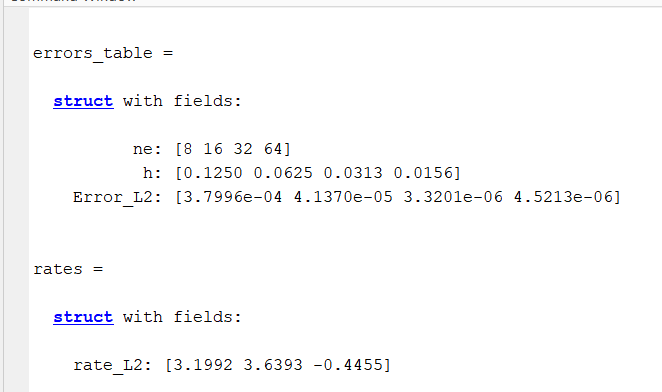 errors_table =
struct with fields:
ne: [8 16 32 64]
h: [0.1250 0.0625 0.0313 0.0156]
Error_L2: [3.7996e-04 4.1370e-05 3.3201e-06 4.5213e-06]
rates =
struct with fields:
rate_L2: [3.1992 3.6393 -0.4455]